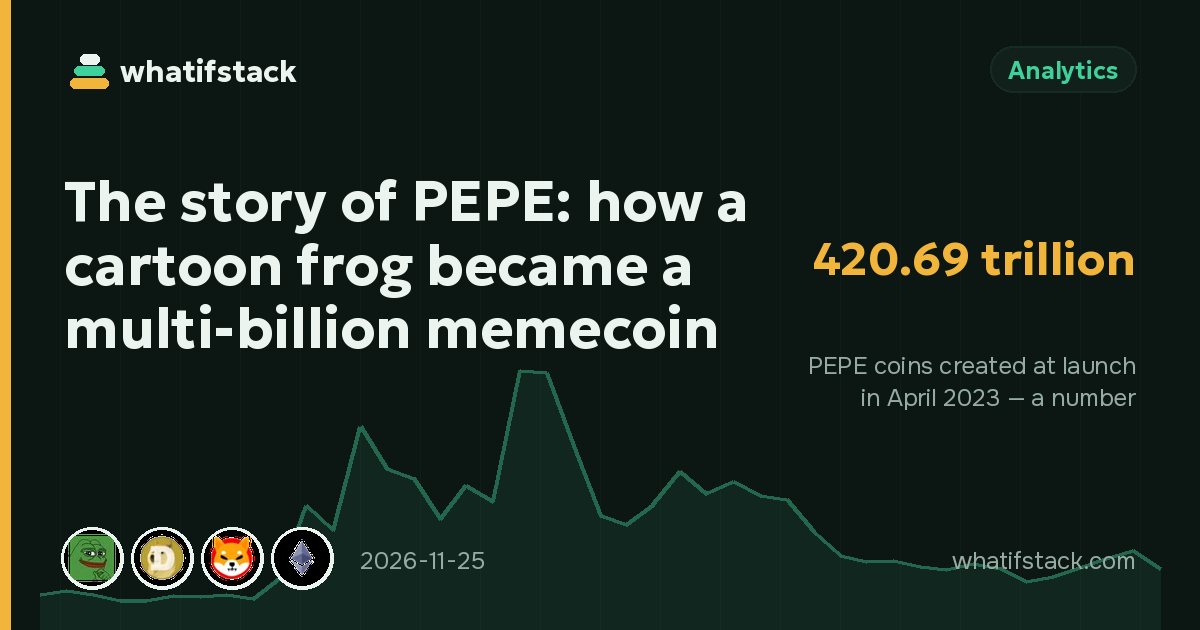 whatifstack
Analytics
The story of PEPE: how a
cartoon frog became a
multi-billion memecoin
420.69 trillion
PEPE coins created at launch
in April 2023 — a number
2026-11-25
whatifstack.com